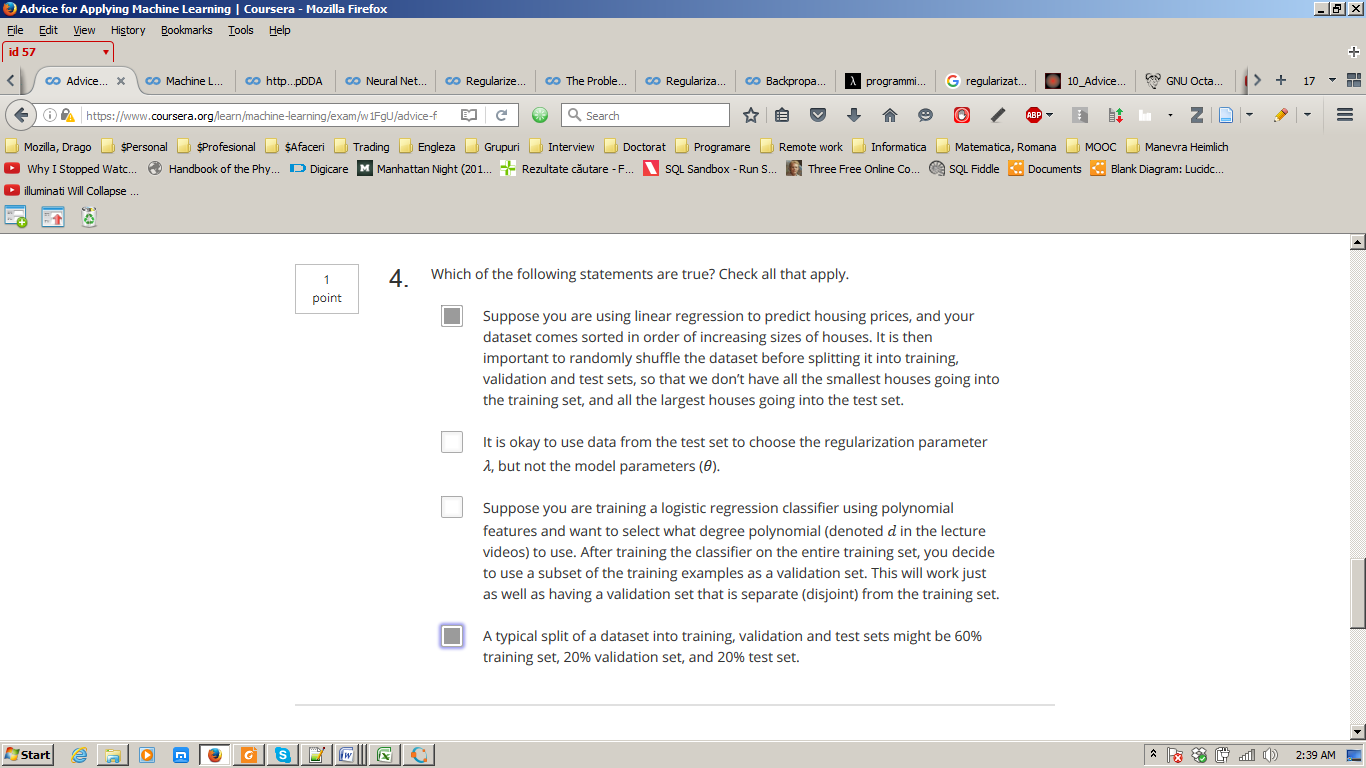 Advice for Applying Machine Learning | Coursera - Mozilla Firefox
File Edit View History Bookmarks Tools Help
id 57
Advice... Machine L... http...pDDA Neural Net... Regularize... The Proble... Regulariza... Backpropa... programmi... regularizat... 10_Advice... GNU Octa... 17
https://www.coursera.org/learn/machine-learning/exam/w1FgU/advice-f Search ABP
Mozilla, Drago $Personal $Profesional $Afaceri Trading Engleza Grupuri Interview Doctorat Programare Remote work Informatica Matematica, Romana MOOC Manevra Heimlich
Why I Stopped Watc... Handbook of the Phy... Digicare Manhattan Night (201... Rezultate căutare - F... SQL Sandbox - Run S... Three Free Online Co... SQL Fiddle Documents Blank Diagram: Lucidc...
illuminati Will Collapse ...
1
point
4. Which of the following statements are true? Check all that apply.
Suppose you are using linear regression to predict housing prices, and your
dataset comes sorted in order of increasing sizes of houses. It is then
important to randomly shuffle the dataset before splitting it into training,
validation and test sets, so that we don't have all the smallest houses going into
the training set, and all the largest houses going into the test set.
It is okay to use data from the test set to choose the regularization parameter
λ, but not the model parameters (θ).
Suppose you are training a logistic regression classifier using polynomial
features and want to select what degree polynomial (denoted d in the lecture
videos) to use. After training the classifier on the entire training set, you decide
to use a subset of the training examples as a validation set. This will work just
as well as having a validation set that is separate (disjoint) from the training set.
A typical split of a dataset into training, validation and test sets might be 60%
training set, 20% validation set, and 20% test set.
Start 2:39 AM